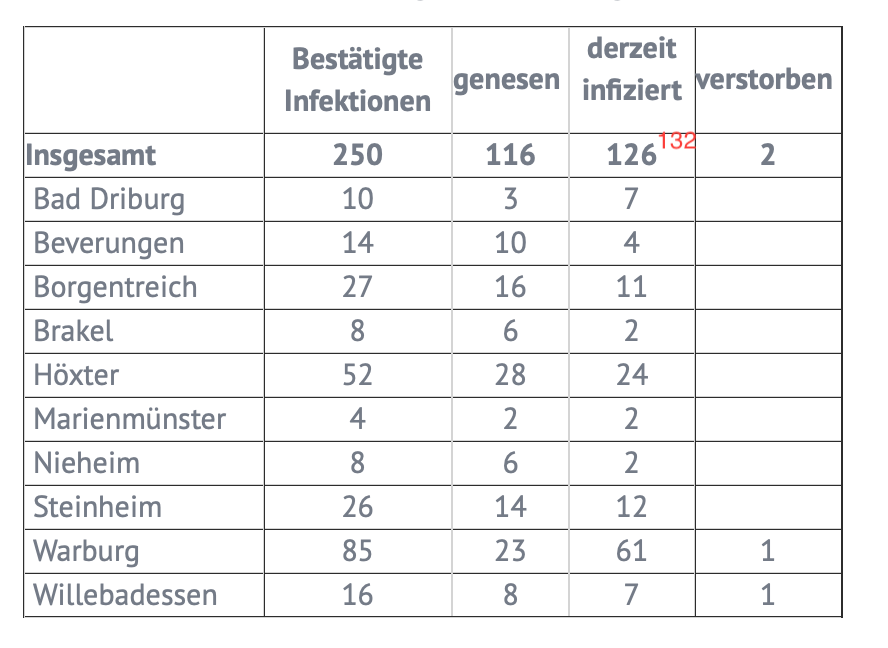 Bestätigte Infektionen genesen derzeit infiziert verstorben
Insgesamt 250 116 126 132 2
Bad Driburg 10 3 7
Beverungen 14 10 4
Borgentreich 27 16 11
Brakel 8 6 2
Höxter 52 28 24
Marienmünster 4 2 2
Nieheim 8 6 2
Steinheim 26 14 12
Warburg 85 23 61 1
Willebadessen 16 8 7 1